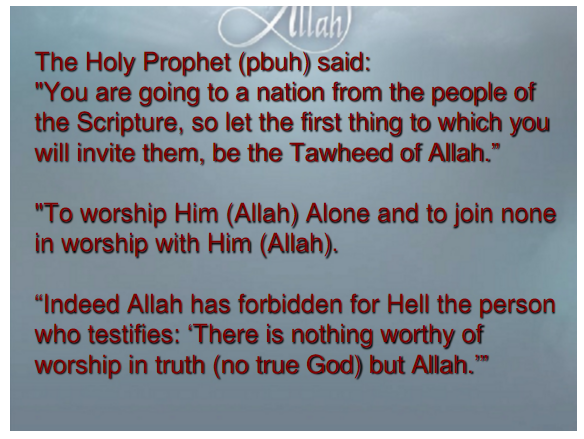 Allah
The Holy Prophet (pbuh) said:
"You are going to a nation from the people of
the Scripture, so let the first thing to which you
will invite them, be the Tawheed of Allah.”
"To worship Him (Allah) Alone and to join none
in worship with Him (Allah).
“Indeed Allah has forbidden for Hell the person
who testifies: ‘There is nothing worthy of
worship in truth (no true God) but Allah.’”